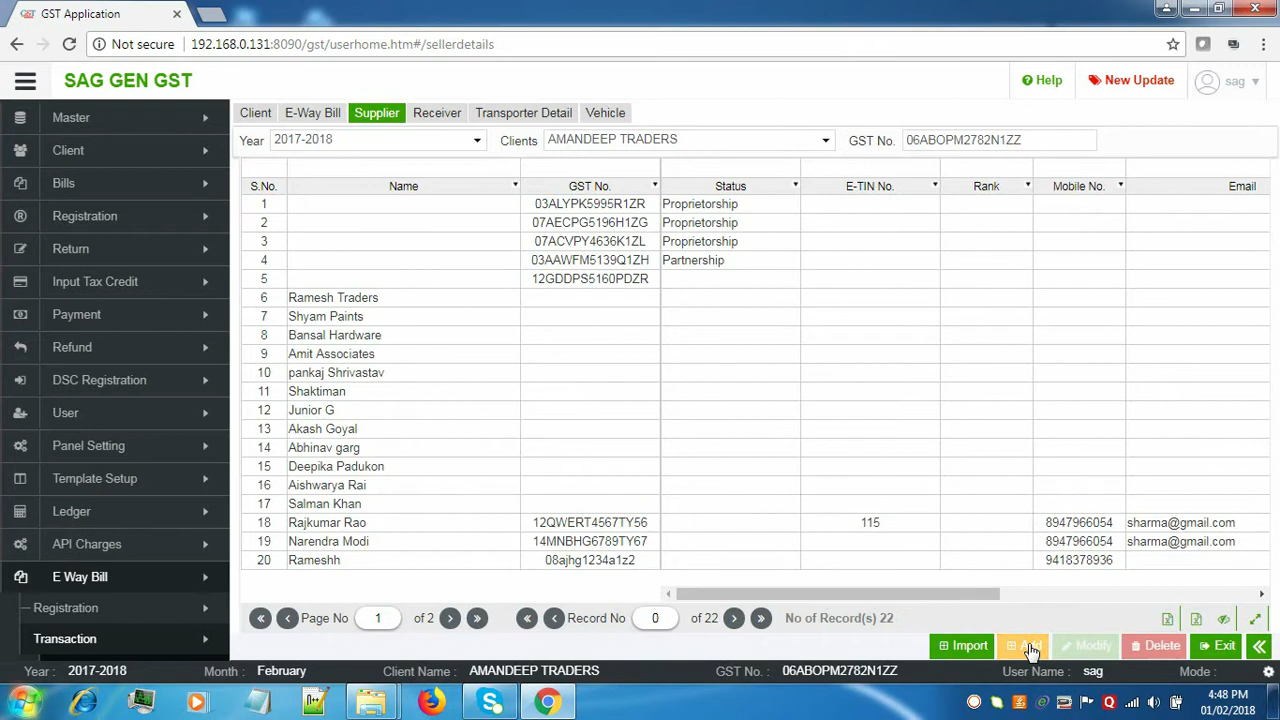 GST Application
Not secure 192.168.0.131:8090/gst/userhome.htm#/sellerdetails
SAG GEN GST
Help
New Update
sag
Master
Client
Bills
Registration
Return
Input Tax Credit
Payment
Refund
DSC Registration
User
Panel Setting
Template Setup
Ledger
API Charges
E Way Bill
Registration
Transaction
Client E-Way Bill Supplier Receiver Transporter Detail Vehicle
Year 2017-2018 Clients AMANDEEP TRADERS GST No. 06ABOPM2782N1ZZ
S.No. Name GST No. Status E-TIN No. Rank Mobile No. Email
1 03ALYPK5995R1ZR Proprietorship
2 07AECPG5196H1ZG Proprietorship
3 07ACVPY4636K1ZL Proprietorship
4 03AAWFM5139Q1ZH Partnership
5 12GDDPS5160PDZR
6 Ramesh Traders
7 Shyam Paints
8 Bansal Hardware
9 Amit Associates
10 pankaj Shrivastav
11 Shaktiman
12 Junior G
13 Akash Goyal
14 Abhinav garg
15 Deepika Padukon
16 Aishwarya Rai
17 Salman Khan
18 Rajkumar Rao 12QWERT4567TY56 115 8947966054 sharma@gmail.com
19 Narendra Modi 14MNBHG6789TY67 8947966054 sharma@gmail.com
20 Rameshh 08ajhg1234a1z2 9418378936
Page No 1 of 2 Record No 0 of 22 No of Record(s) 22
Import Add Modify Delete Exit
Year : 2017-2018 Month : February Client Name : AMANDEEP TRADERS GST No. : 06ABOPM2782N1ZZ User Name : sag Mode :
4:48 PM
01/02/2018